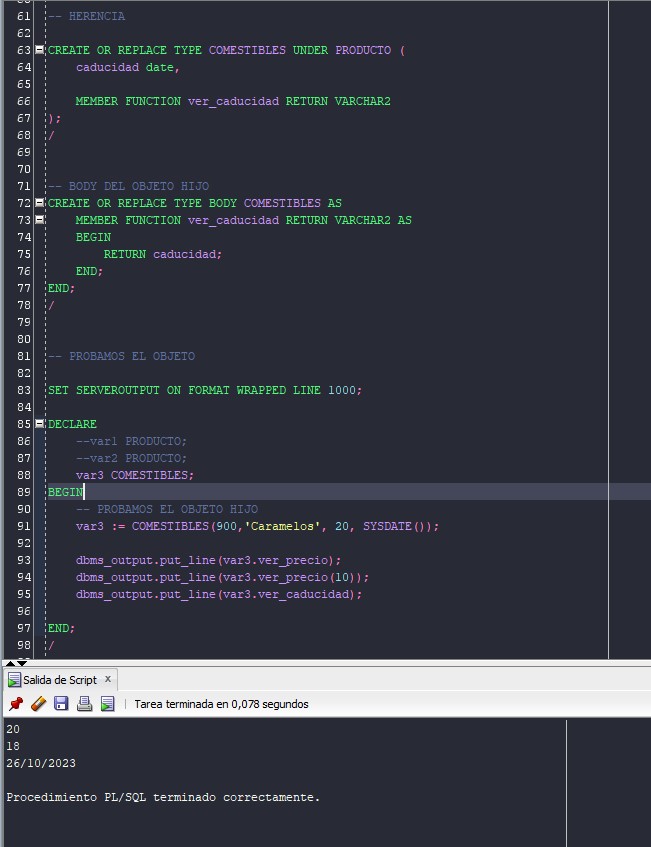 61 -- HERENCIA
62
63 CREATE OR REPLACE TYPE COMESTIBLES UNDER PRODUCTO (
64 caducidad date,
65
66 MEMBER FUNCTION ver_caducidad RETURN VARCHAR2
67 );
68 /
69
70
71 -- BODY DEL OBJETO HIJO
72 CREATE OR REPLACE TYPE BODY COMESTIBLES AS
73 MEMBER FUNCTION ver_caducidad RETURN VARCHAR2 AS
74 BEGIN
75 RETURN caducidad;
76 END;
77 END;
78 /
79
80
81 -- PROBAMOS EL OBJETO
82
83 SET SERVEROUTPUT ON FORMAT WRAPPED LINE 1000;
84
85 DECLARE
86 --var1 PRODUCTO;
87 --var2 PRODUCTO;
88 var3 COMESTIBLES;
89 BEGIN
90 -- PROBAMOS EL OBJETO HIJO
91 var3 := COMESTIBLES(900,'Caramelos', 20, SYSDATE());
92
93 dbms_output.put_line(var3.ver_precio);
94 dbms_output.put_line(var3.ver_precio(10));
95 dbms_output.put_line(var3.ver_caducidad);
96
97 END;
98 /
Salida de Script x
Tarea terminada en 0,078 segundos
20
18
26/10/2023
Procedimiento PL/SQL terminado correctamente.